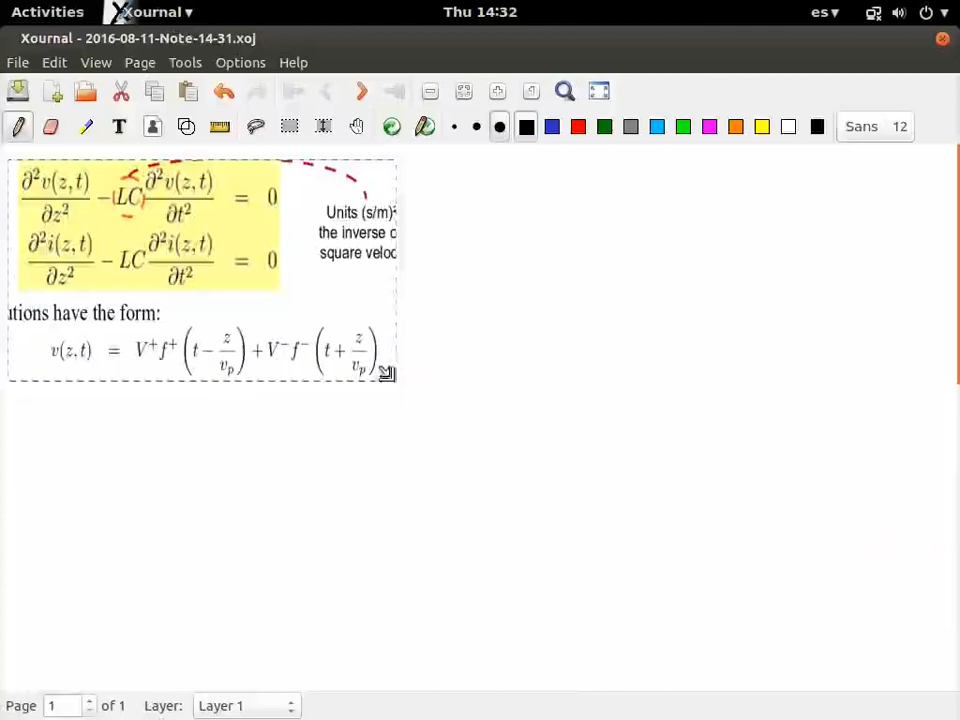 Activities Xournal ▾ Thu 14:32 es ▾
Xournal - 2016-08-11-Note-14-31.xoj
File Edit View Page Tools Options Help
T Sans 12
∂²v(z,t)/∂z² − LC ∂²v(z,t)/∂t² = 0
Units (s/m)²
the inverse
square veloc
∂²i(z,t)/∂z² − LC ∂²i(z,t)/∂t² = 0
utions have the form:
v(z,t) = V⁺f⁺(t − z/vₚ) + V⁻f⁻(t + z/vₚ)
Page 1 of 1 Layer: Layer 1